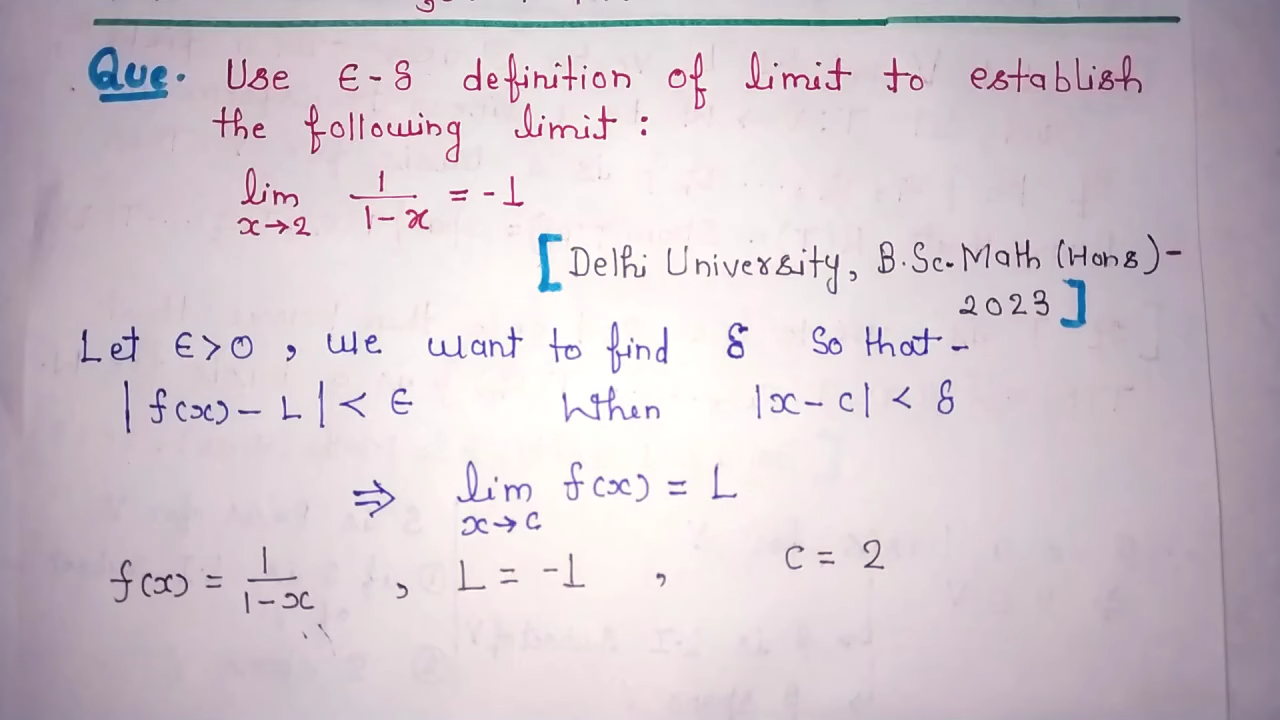 Que. Use ε-δ definition of limit to establish
the following limit :
lim x→2 1/(1-x) = -1
[Delhi University, B.Sc. Math (Hons)-
2023]
Let ε>0, we want to find δ so that-
|f(x) - L| < ε when |x-c| < δ
⇒ lim x→c f(x) = L
f(x) = 1/(1-x) , L = -1 , c = 2